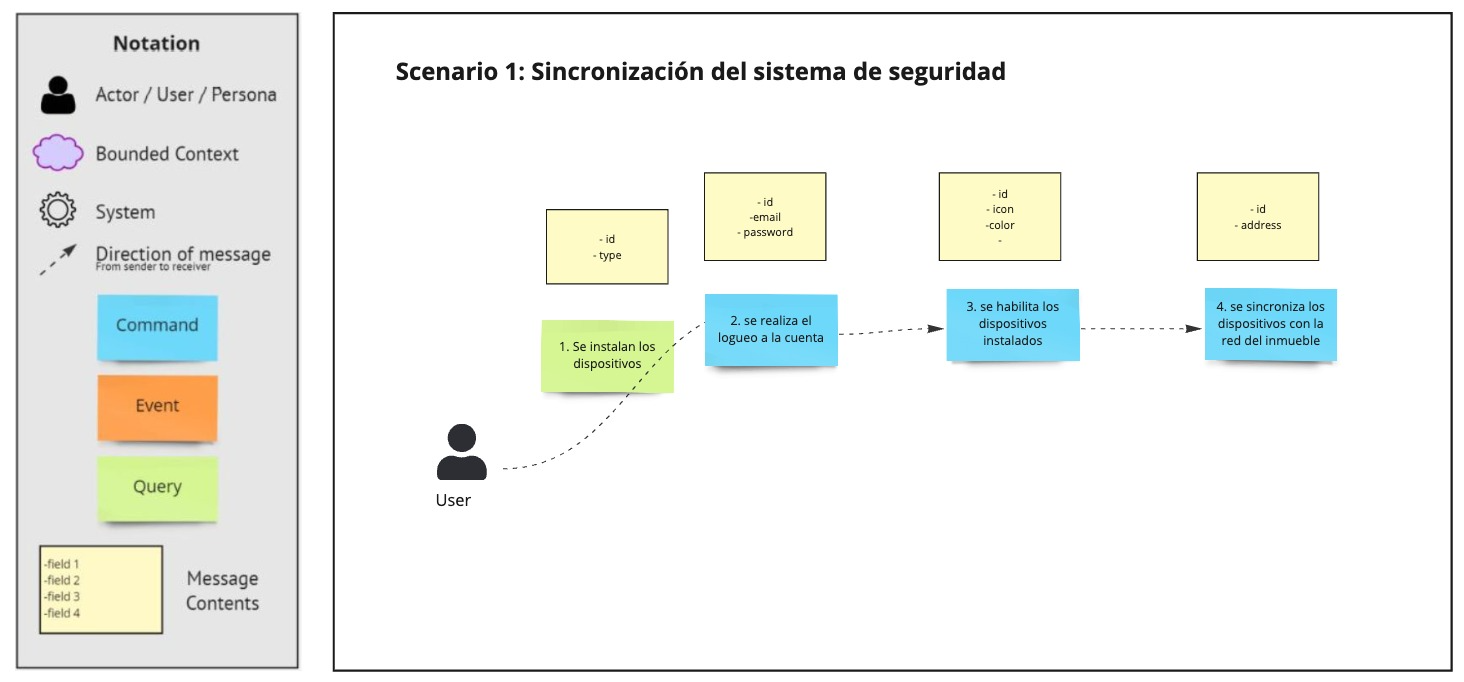 Notation
Actor / User / Persona
Bounded Context
System
Direction of message
From sender to receiver
Command
Event
Query
-field 1
-field 2
-field 3
-field 4
Message
Contents
Scenario 1: Sincronización del sistema de seguridad
- id
- type
- id
-email
- password
- id
- icon
-color
-
- id
- address
1. Se instalan los
dispositivos
2. se realiza el
logueo a la cuenta
3. se habilita los
dispositivos
instalados
4. se sincroniza los
dispositivos con la
red del inmueble
User